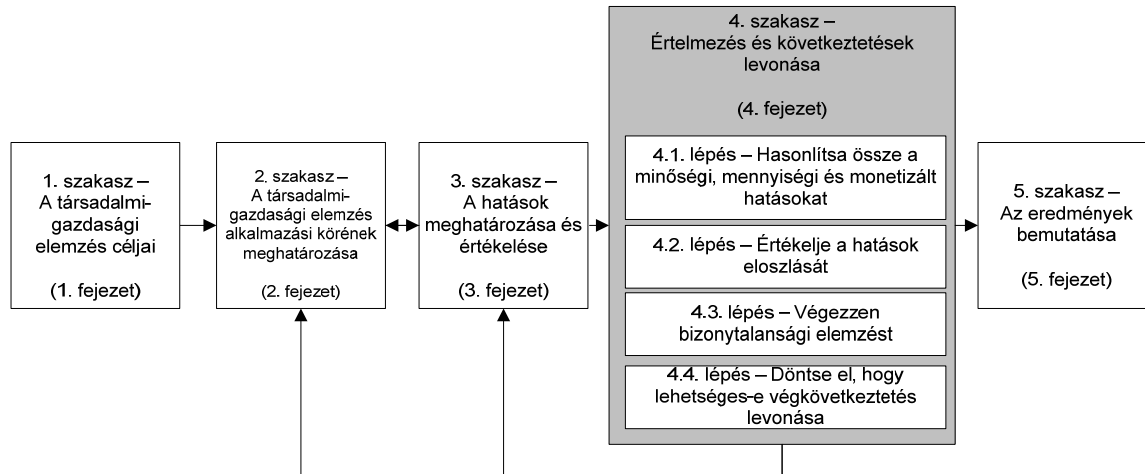 1. szakasz –
A társadalmi-
gazdasági
elemzés céljai
(1. fejezet)
2. szakasz –
A társadalmi-
gazdasági elemzés
alkalmazási körének
meghatározása
(2. fejezet)
3. szakasz –
A hatások
meghatározása és
értékelése
(3. fejezet)
4. szakasz –
Értelmezés és következtetések
levonása
(4. fejezet)
4.1. lépés – Hasonlítsa össze a
minőségi, mennyiségi és monetizált
hatásokat
4.2. lépés – Értékelje a hatások
eloszlását
4.3. lépés – Végezzen
bizonytalansági elemzést
4.4. lépés – Döntse el, hogy
lehetséges-e végkövetkeztetés
levonása
5. szakasz –
Az eredmények
bemutatása
(5. fejezet)